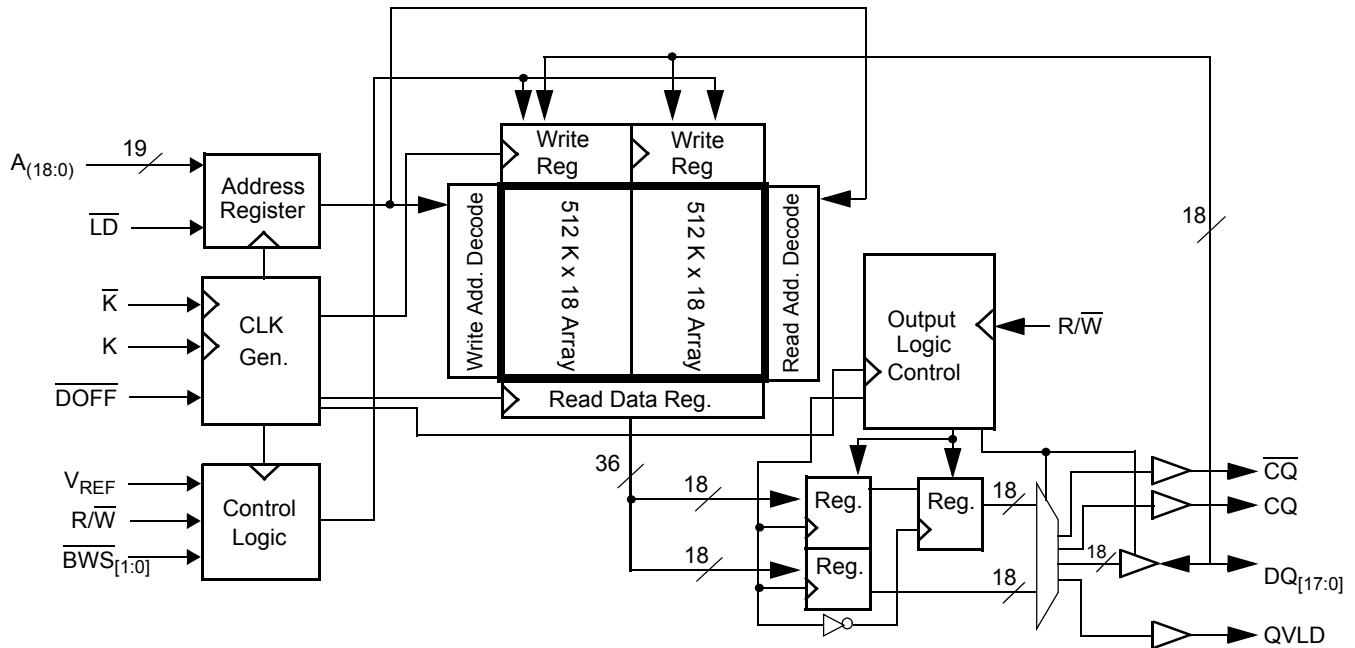 A(18:0)
19
LD
K
K
DOFF
VREF
R/W
BWS[1:0]
Address
Register
CLK
Gen.
Control
Logic
Write
Reg
Write
Reg
Write Add. Decode
512 K x 18 Array
512 K x 18 Array
Read Add. Decode
Read Data Reg.
36
18
18
Reg.
Reg.
Reg.
18
18
Output
Logic
Control
R/W
18
18
CQ
CQ
DQ[17:0]
QVLD